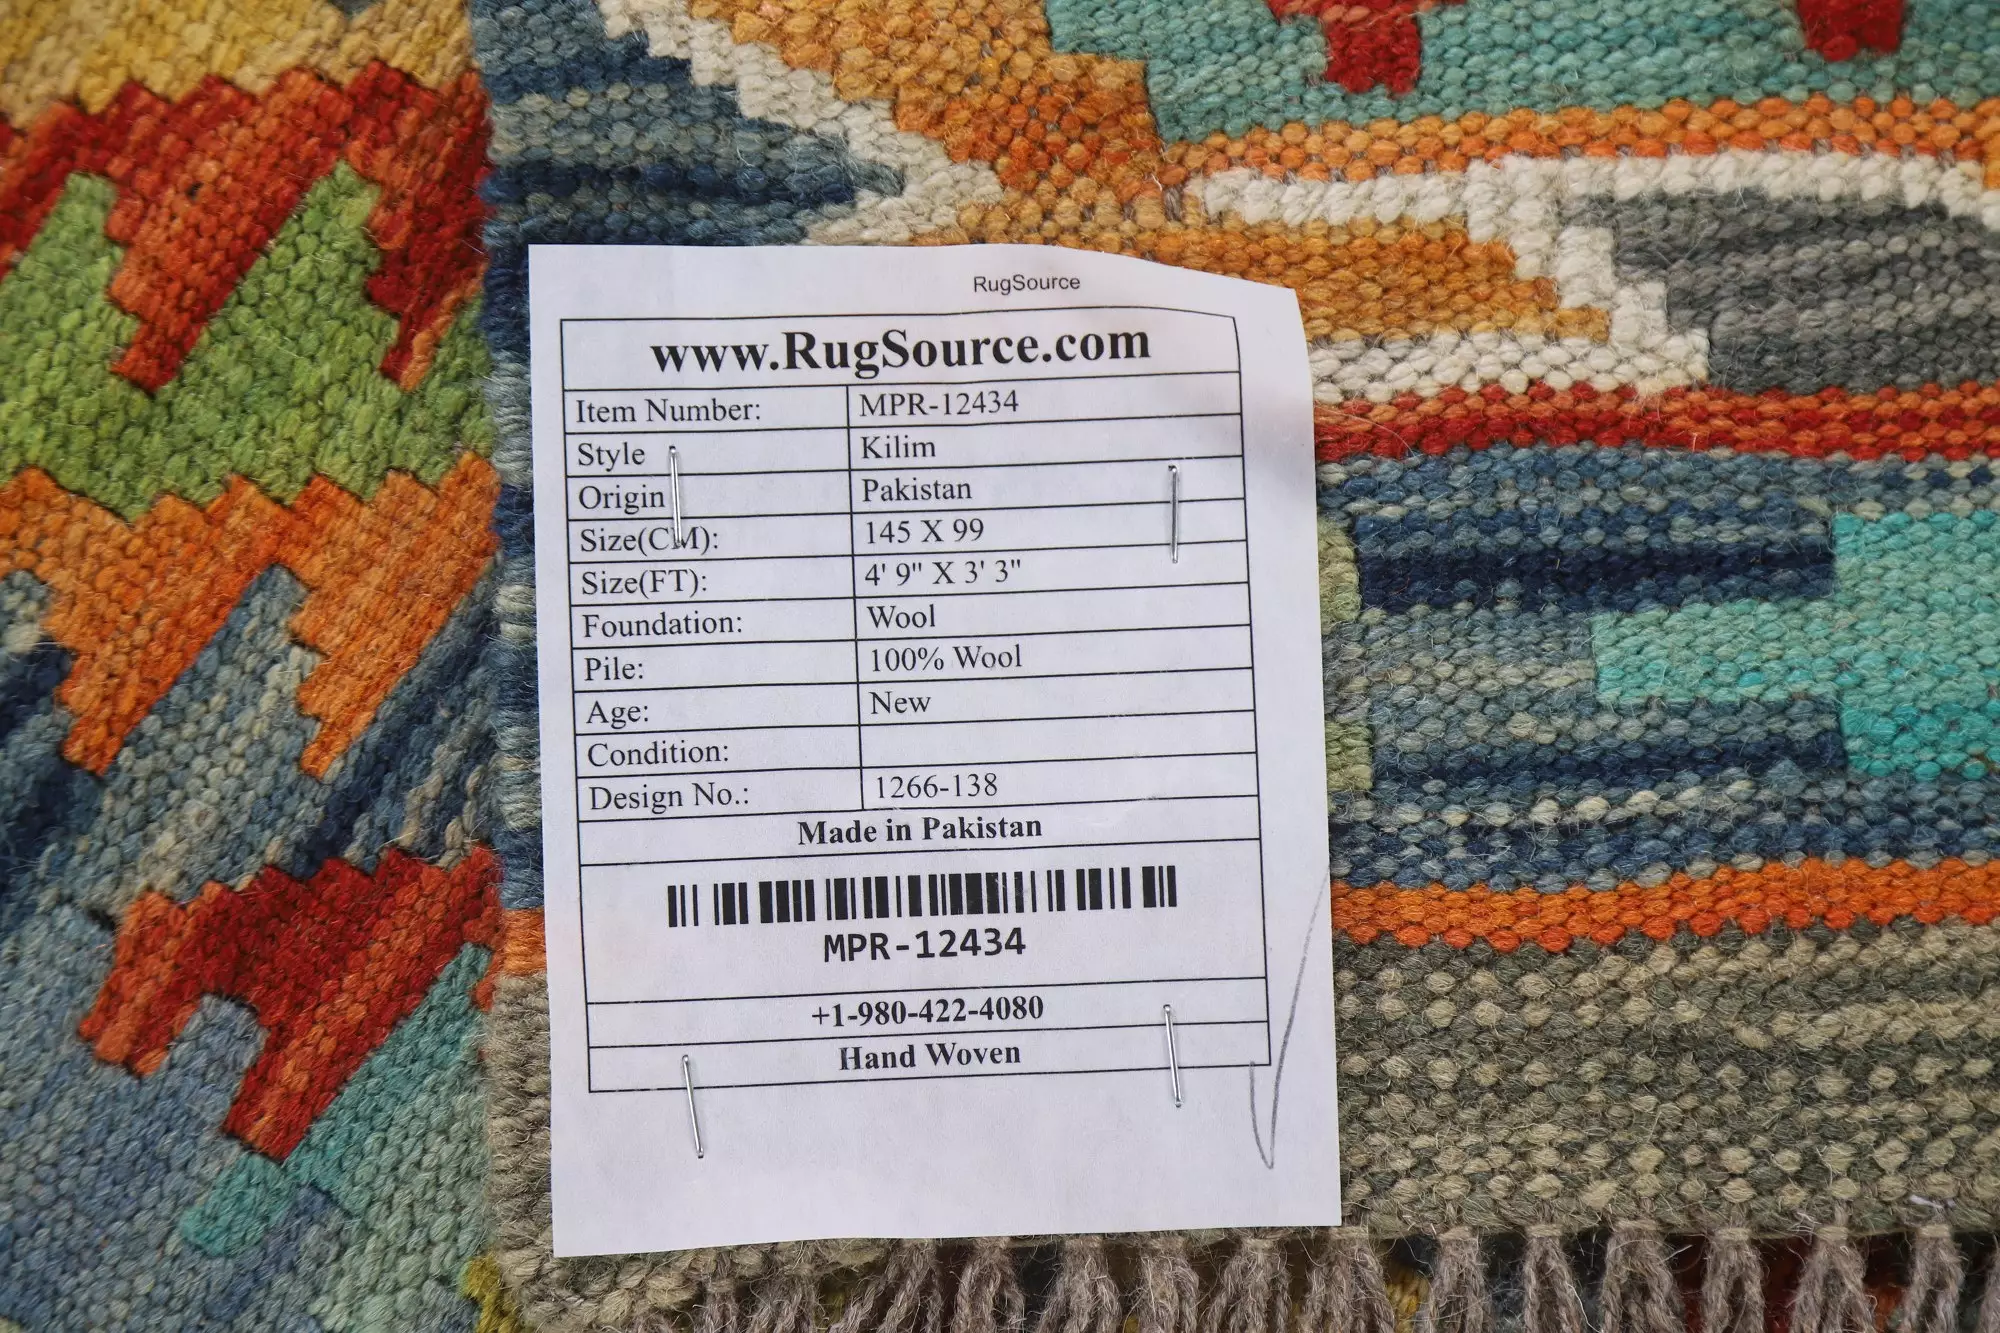 RugSource
www.RugSource.com
Item Number: MPR-12434
Style Kilim
Origin Pakistan
Size(CM): 145 X 99
Size(FT): 4' 9" X 3' 3"
Foundation: Wool
Pile: 100% Wool
Age: New
Condition:
Design No.: 1266-138
Made in Pakistan
MPR-12434
+1-980-422-4080
Hand Woven